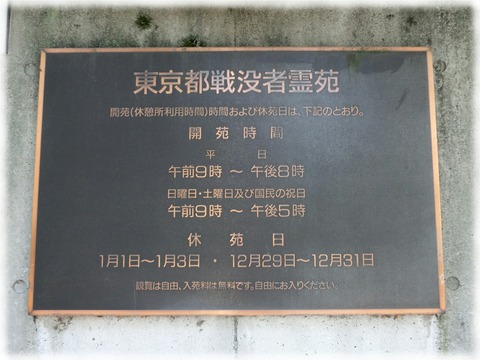 東京都戦没者霊苑
開苑(休憩所利用時間)時間および休苑日は、下記のとおり。
開苑時間
平日
午前9時 ~ 午後8時
日曜日・土曜日及び国民の祝日
午前9時 ~ 午後5時
休苑日
1月1日~1月3日 ・ 12月29日~12月31日
観覧は自由、入苑料は無料です。自由にお入りください。